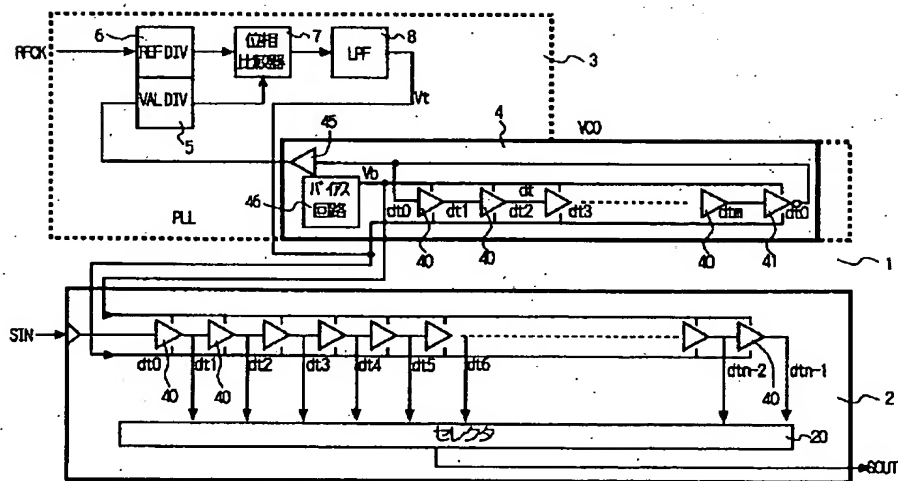 6
7
8
RFCK
REF DIV
位相
比較器
LPF
3
VAL DIV
Vt
5
4
VCO
45
Vb
バイアス
回路
46
dt
dt0
dt1
dt2
dt3
dtm
dt0
PLL
40
40
40
41
1
SIN
dt0
dt1
dt2
dt3
dt4
dt5
dt6
dtn-2
dtn-1
40
40
40
2
セレクタ
20
SOUT